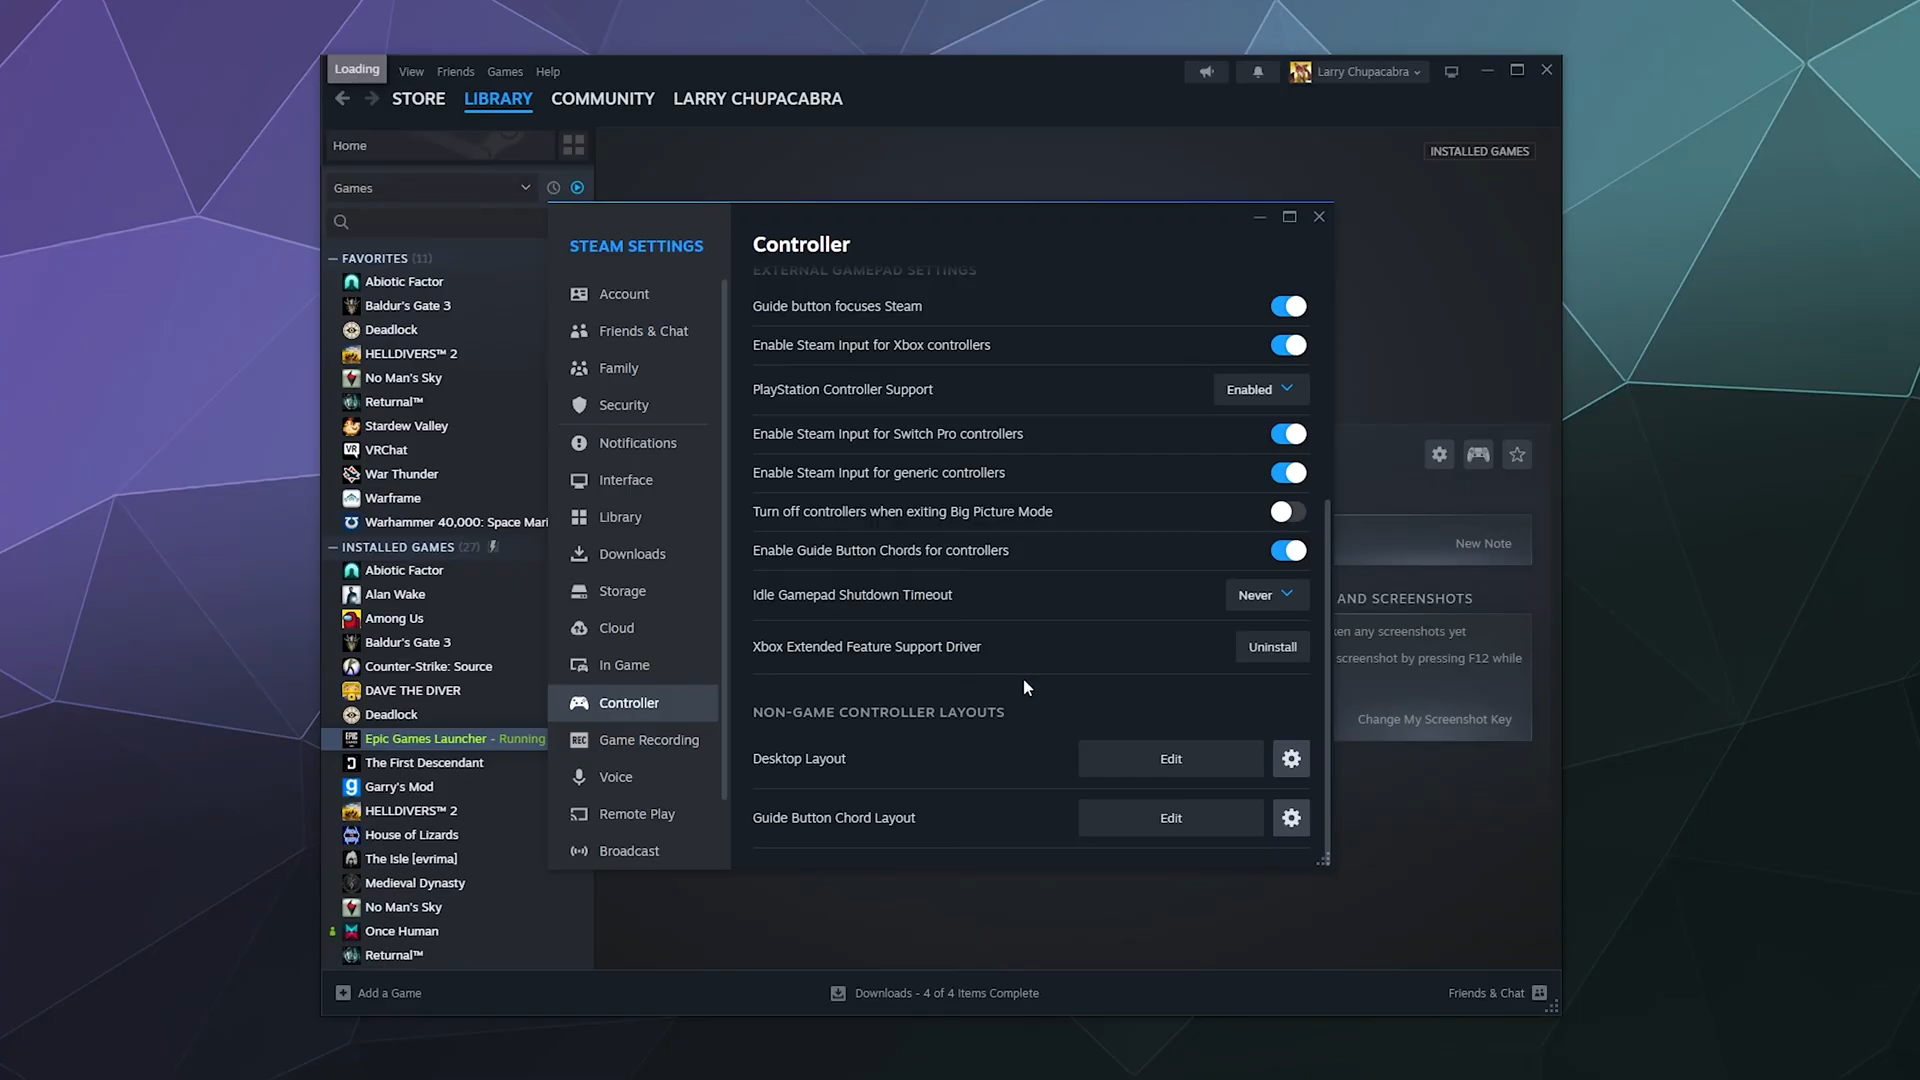 Loading View Friends Games Help Larry Chupacabra
STORE LIBRARY COMMUNITY LARRY CHUPACABRA
Home
INSTALLED GAMES
Games
FAVORITES (11)
Abiotic Factor
Baldur's Gate 3
Deadlock
HELLDIVERS™ 2
No Man's Sky
Returnal™
Stardew Valley
VR VRChat
War Thunder
Warframe
Warhammer 40,000: Space Mari
INSTALLED GAMES (27)
Abiotic Factor
Alan Wake
Among Us
Baldur's Gate 3
Counter-Strike: Source
DAVE THE DIVER
Deadlock
EPIC Epic Games Launcher - Running
The First Descendant
Garry's Mod
HELLDIVERS™ 2
House of Lizards
The Isle [evrima]
Medieval Dynasty
No Man's Sky
Once Human
Returnal™
STEAM SETTINGS
Account
Friends & Chat
Family
Security
Notifications
Interface
Library
Downloads
Storage
Cloud
In Game
Controller
REC Game Recording
Voice
Remote Play
Broadcast
Controller
EXTERNAL GAMEPAD SETTINGS
Guide button focuses Steam
Enable Steam Input for Xbox controllers
PlayStation Controller Support Enabled
Enable Steam Input for Switch Pro controllers
Enable Steam Input for generic controllers
Turn off controllers when exiting Big Picture Mode
Enable Guide Button Chords for controllers
Idle Gamepad Shutdown Timeout Never
Xbox Extended Feature Support Driver Uninstall
NON-GAME CONTROLLER LAYOUTS
Desktop Layout Edit
Guide Button Chord Layout Edit
New Note
AND SCREENSHOTS
ken any screenshots yet
screenshot by pressing F12 while
Change My Screenshot Key
Add a Game
Downloads - 4 of 4 Items Complete
Friends & Chat